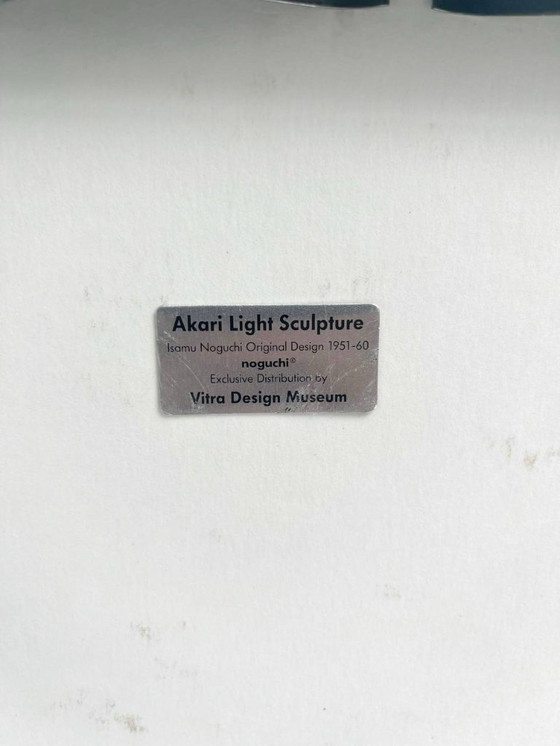 Akari Light Sculpture
Isamu Noguchi Original Design 1951-60
noguchi®
Exclusive Distribution by
Vitra Design Museum